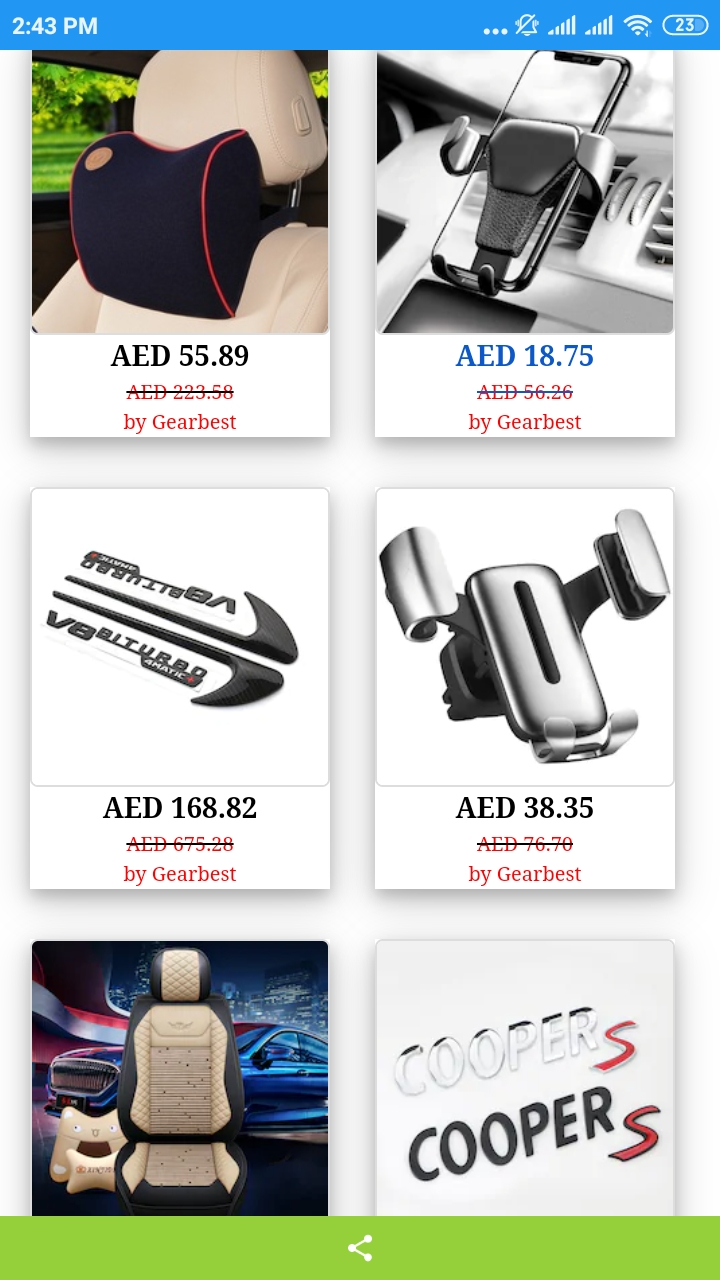 2:43 PM
23
AED 55.89
AED 18.75
AED 223.58
AED 56.26
by Gearbest
by Gearbest
V8 BITURBO
4MATIC+
V8 BITURBO
4MATIC+
AED 168.82
AED 38.35
AED 675.28
AED 76.70
by Gearbest
by Gearbest
COOPER S
COOPER S